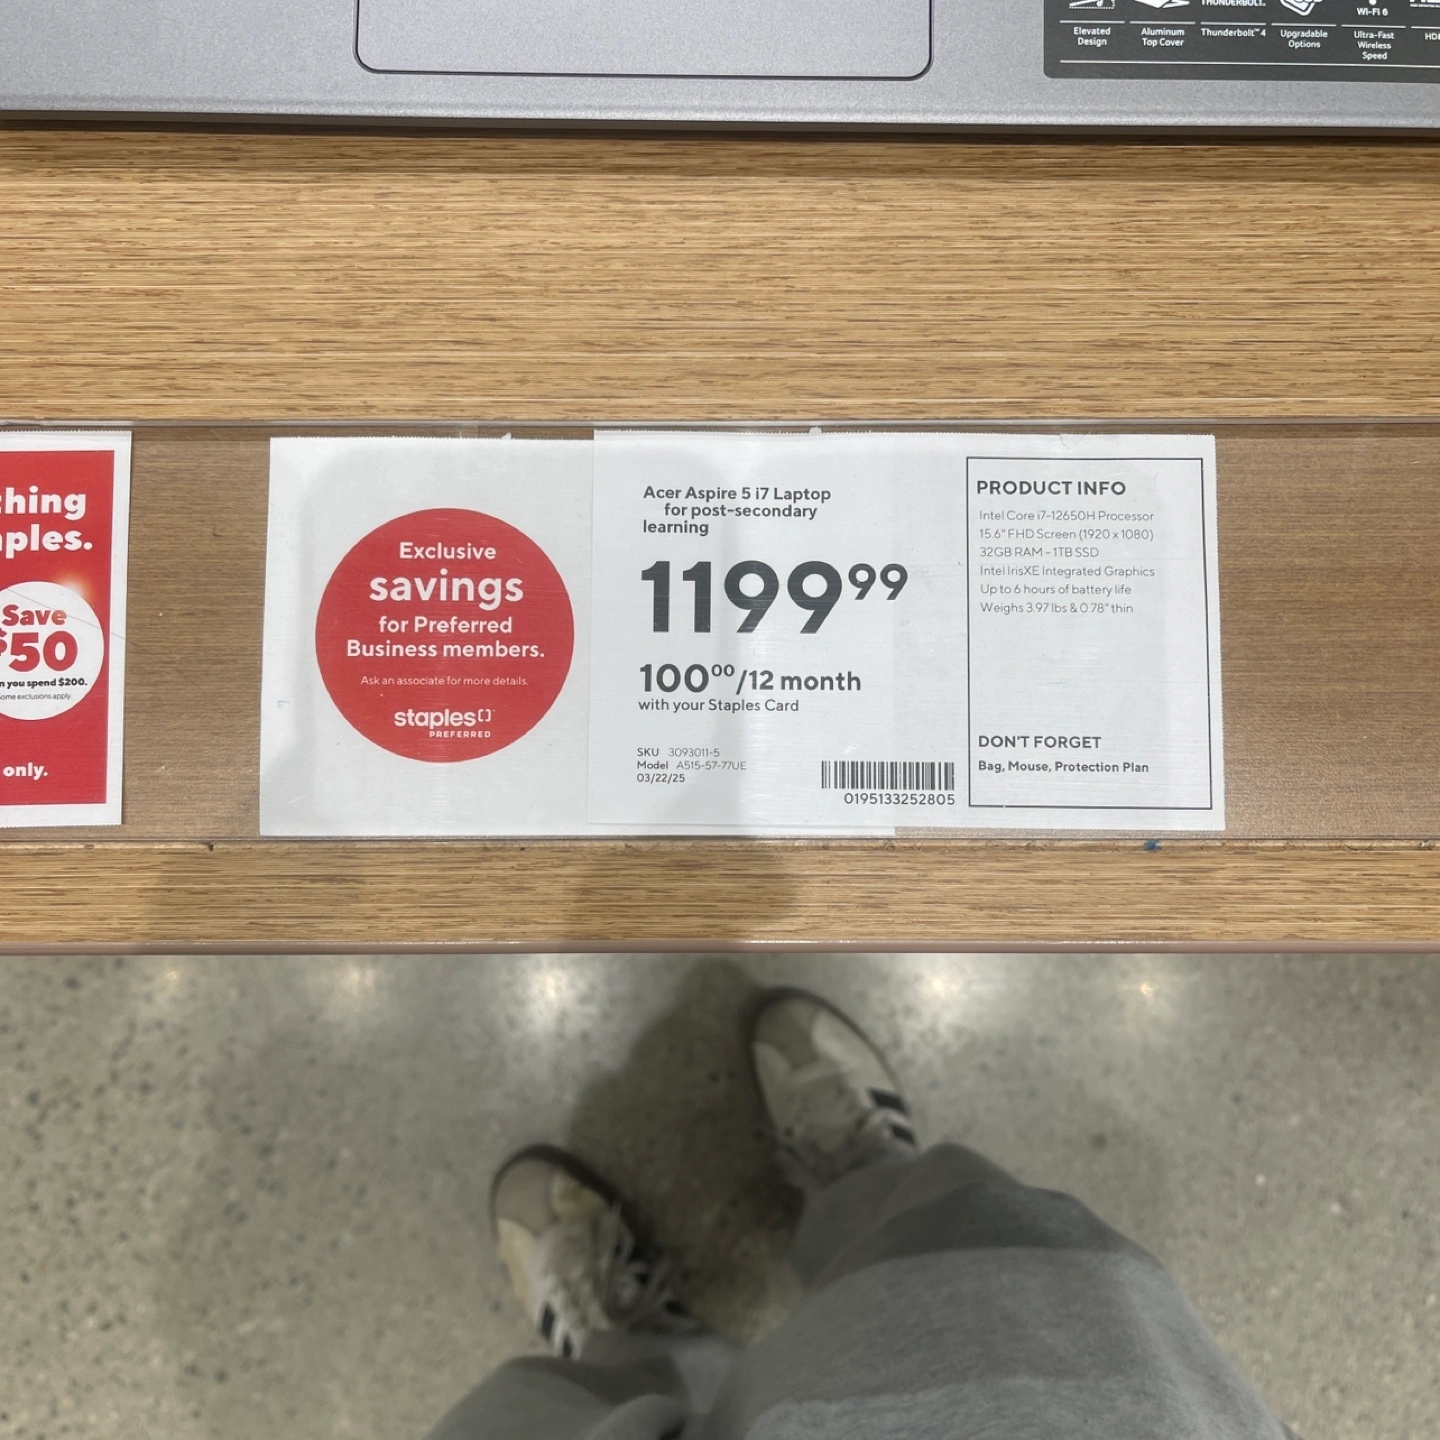 THUNDERBOLT™
Wi-Fi 6
Elevated
Design
Aluminum
Top Cover
Thunderbolt™ 4
Upgradable
Options
Ultra-Fast
Wireless
Speed
Save
$50
you spend $200.
ome exclusions apply.
only.
Exclusive
savings
for Preferred
Business members.
Ask an associate for more details.
staples
PREFERRED
Acer Aspire 5 i7 Laptop
for post-secondary
learning
1199⁹⁹
100⁰⁰/12 month
with your Staples Card
SKU 3093011-5
Model A515-57-77UE
03/22/25
0195133252805
PRODUCT INFO
Intel Core i7-12650H Processor
15.6" FHD Screen (1920 x 1080)
32GB RAM - 1TB SSD
Intel IrisXE Integrated Graphics
Up to 6 hours of battery life
Weighs 3.97 lbs & 0.78" thin
DON'T FORGET
Bag, Mouse, Protection Plan